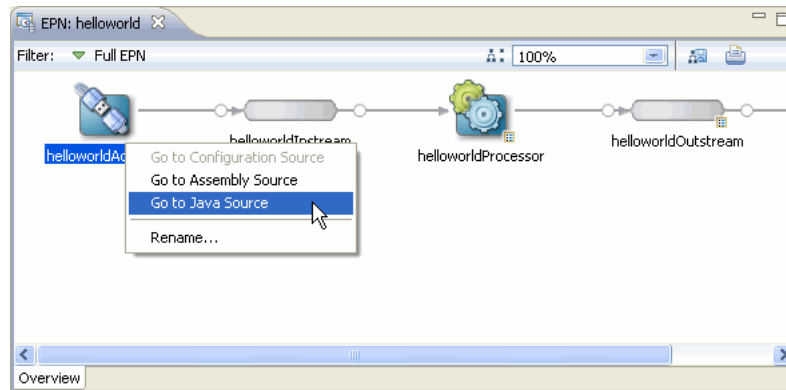 EPN: helloworld
Filter: Full EPN 100%
helloworldInstream
helloworldAd
helloworldProcessor
helloworldOutstream
Go to Configuration Source
Go to Assembly Source
Go to Java Source
Rename...
Overview